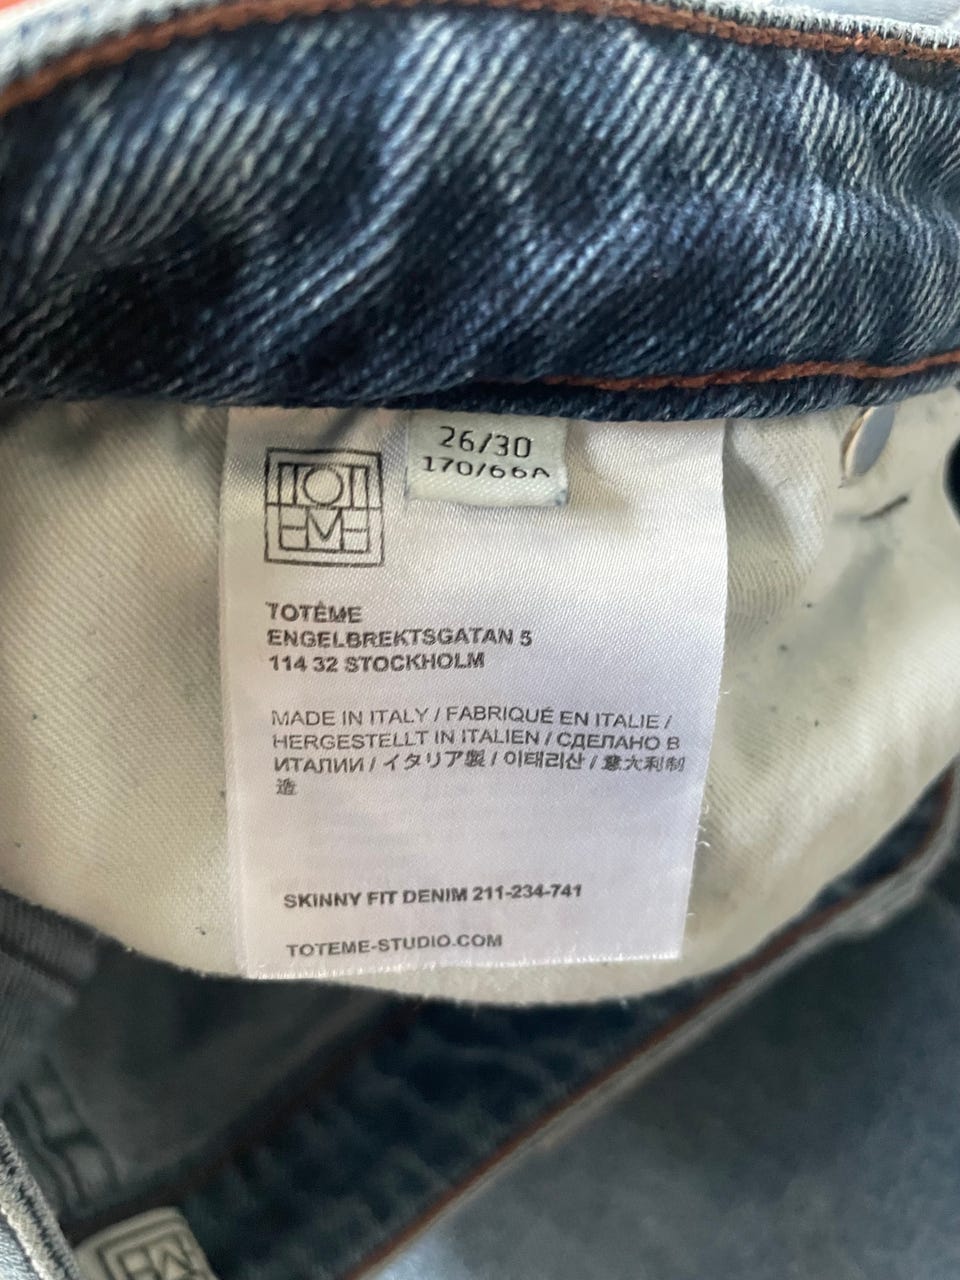 26/30
170/66A
TOTEME
TOTÊME
ENGELBREKTSGATAN 5
114 32 STOCKHOLM
MADE IN ITALY / FABRIQUÉ EN ITALIE /
HERGESTELLT IN ITALIEN / СДЕЛАНО В
ИТАЛИИ / イタリア製 / 이태리산 / 意大利制
造
SKINNY FIT DENIM 211-234-741
TOTEME-STUDIO.COM